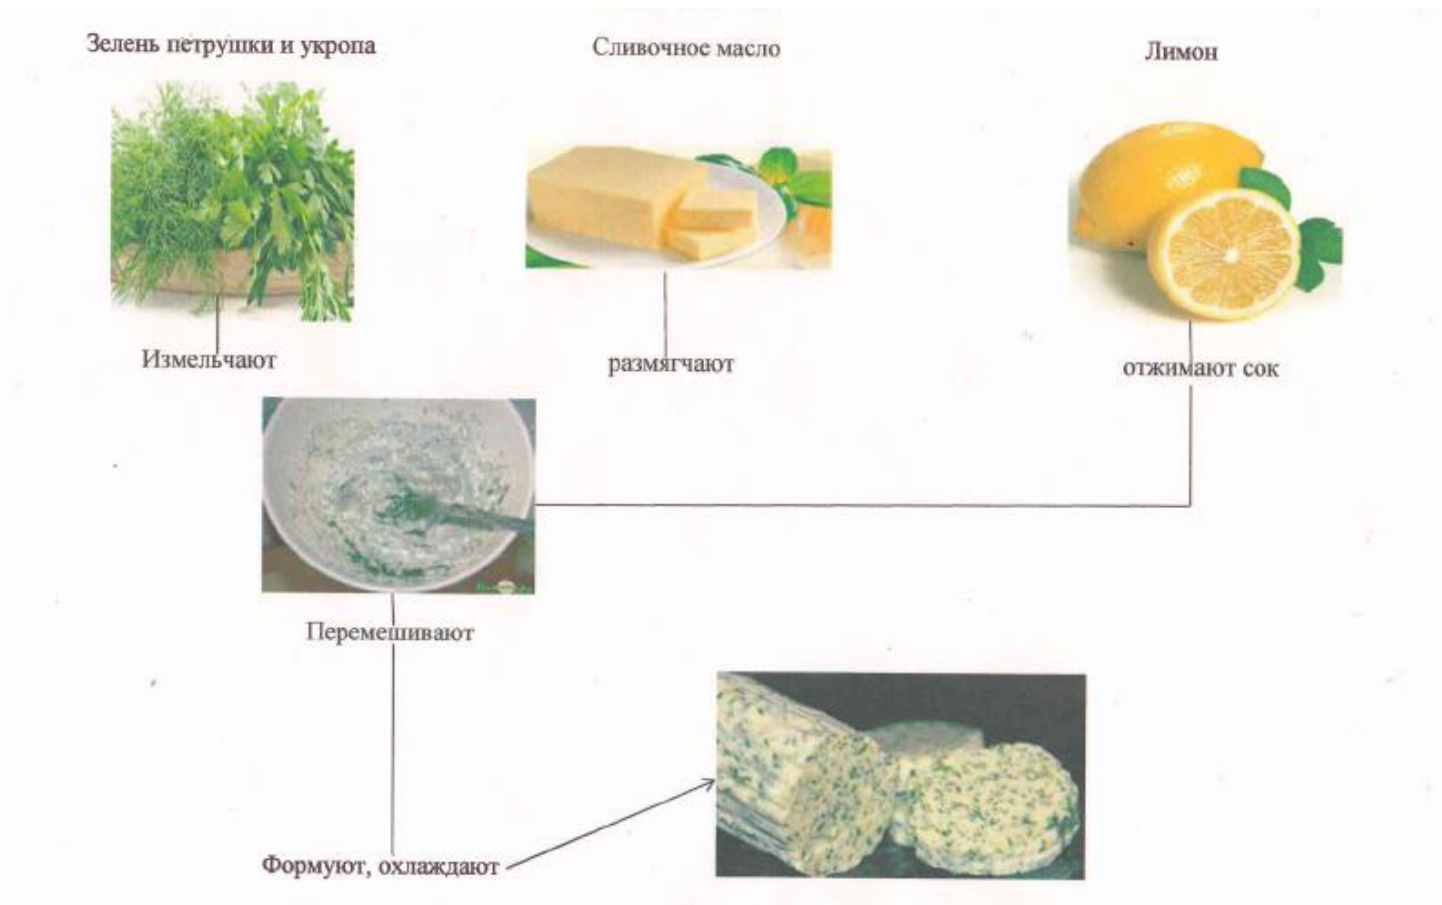 Зелень петрушки и укропа
Сливочное масло
Лимон
Измельчают
размягчают
отжимают сок
Перемешивают
Формуют, охлаждают